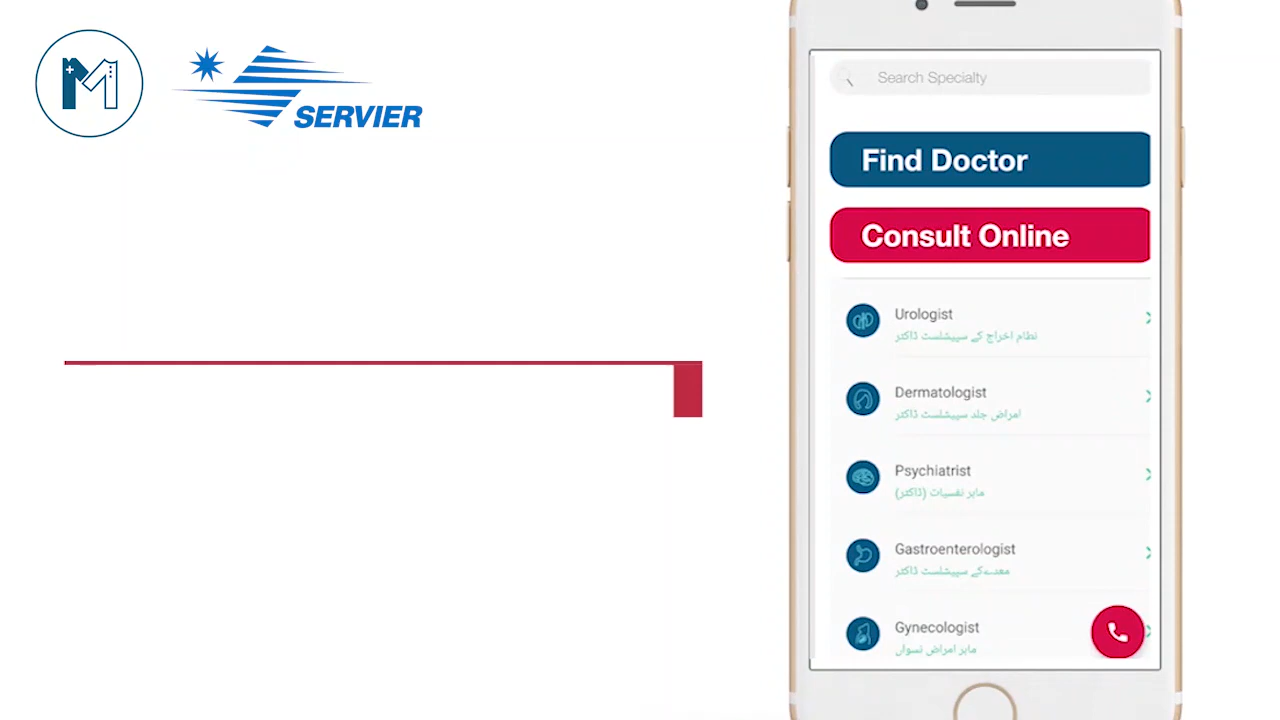 M
SERVIER
Search Specialty
Find Doctor
Consult Online
Urologist
نظام اخراج کے سپیشلسٹ ڈاکٹر
Dermatologist
امراض جلد سپیشلسٹ ڈاکٹر
Psychiatrist
ماہر نفسیات (ڈاکٹر)
Gastroenterologist
معدے کے سپیشلسٹ ڈاکٹر
Gynecologist
ماہر امراض نسواں